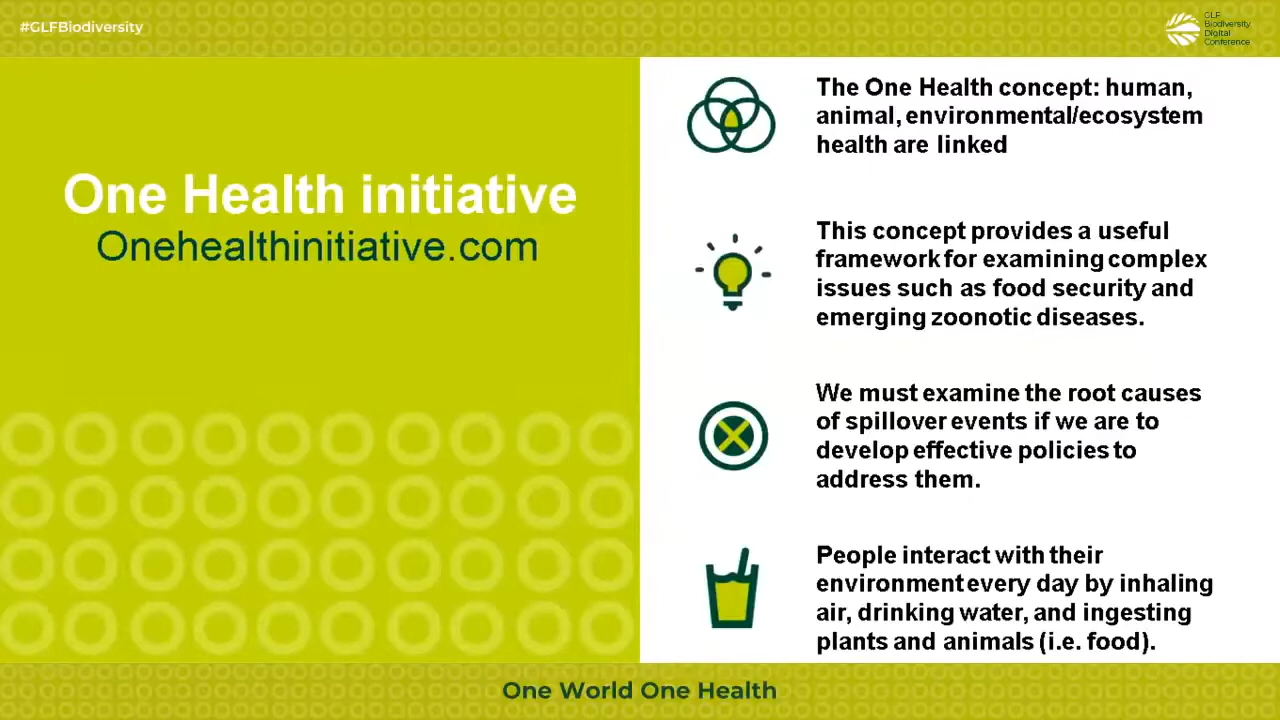 #GLFBiodiversity
GLF
Biodiversity
Digital
Conference
One Health initiative
Onehealthinitiative.com
The One Health concept: human,
animal, environmental/ecosystem
health are linked
This concept provides a useful
framework for examining complex
issues such as food security and
emerging zoonotic diseases.
We must examine the root causes
of spillover events if we are to
develop effective policies to
address them.
People interact with their
environment every day by inhaling
air, drinking water, and ingesting
plants and animals (i.e. food).
One World One Health